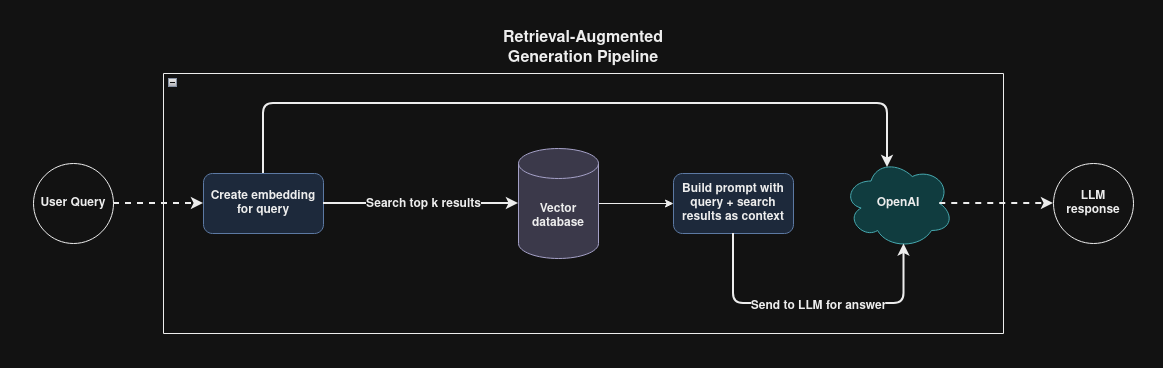 Retrieval-Augmented
Generation Pipeline
User Query
Create embedding
for query
Search top k results
Vector
database
Build prompt with
query + search
results as context
OpenAI
Send to LLM for answer
LLM
response